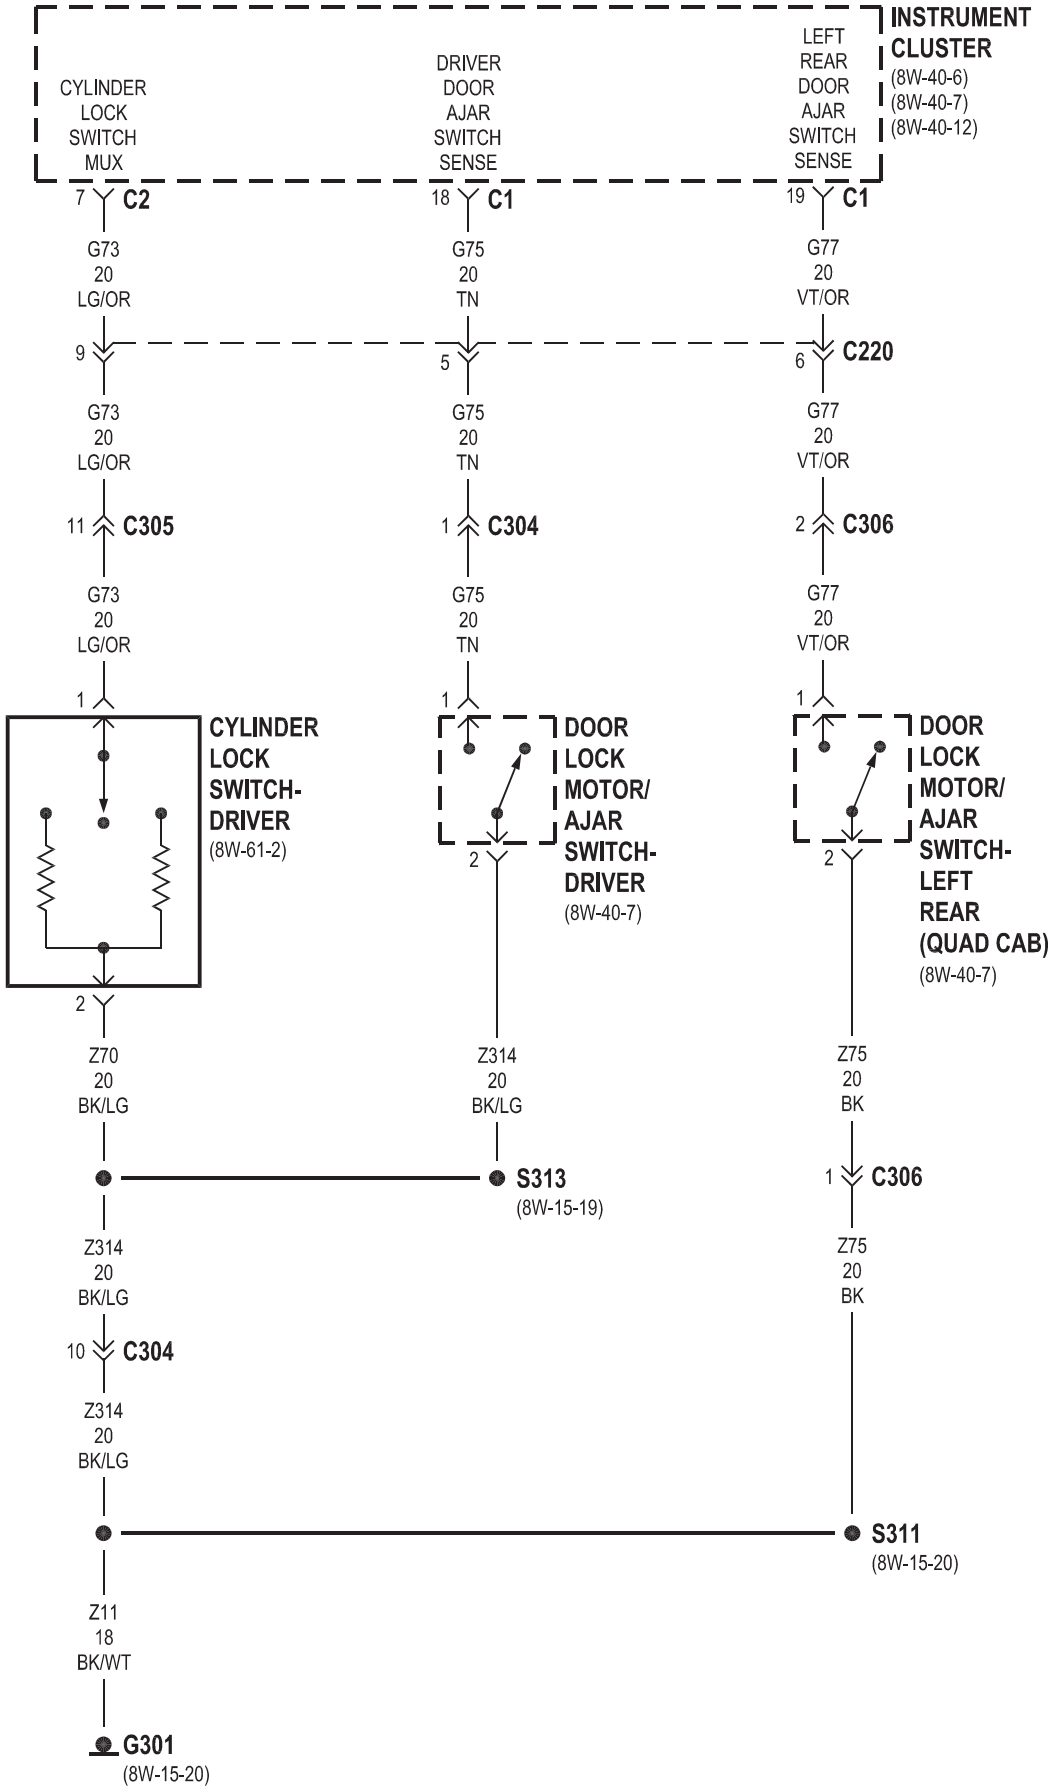 INSTRUMENT
CLUSTER
(8W-40-6)
(8W-40-7)
(8W-40-12)
CYLINDER
LOCK
SWITCH
MUX
DRIVER
DOOR
AJAR
SWITCH
SENSE
LEFT
REAR
DOOR
AJAR
SWITCH
SENSE
7 C2
18 C1
19 C1
G73
20
LG/OR
G75
20
TN
G77
20
VT/OR
9
5
6 C220
G73
20
LG/OR
G75
20
TN
G77
20
VT/OR
11 C305
1 C304
2 C306
G73
20
LG/OR
G75
20
TN
G77
20
VT/OR
1
1
1
CYLINDER
LOCK
SWITCH-
DRIVER
(8W-61-2)
DOOR
LOCK
MOTOR/
AJAR
SWITCH-
DRIVER
(8W-40-7)
DOOR
LOCK
MOTOR/
AJAR
SWITCH-
LEFT
REAR
(QUAD CAB)
(8W-40-7)
2
2
2
Z70
20
BK/LG
Z314
20
BK/LG
Z75
20
BK
S313
(8W-15-19)
1 C306
Z314
20
BK/LG
Z75
20
BK
10 C304
Z314
20
BK/LG
S311
(8W-15-20)
Z11
18
BK/WT
G301
(8W-15-20)